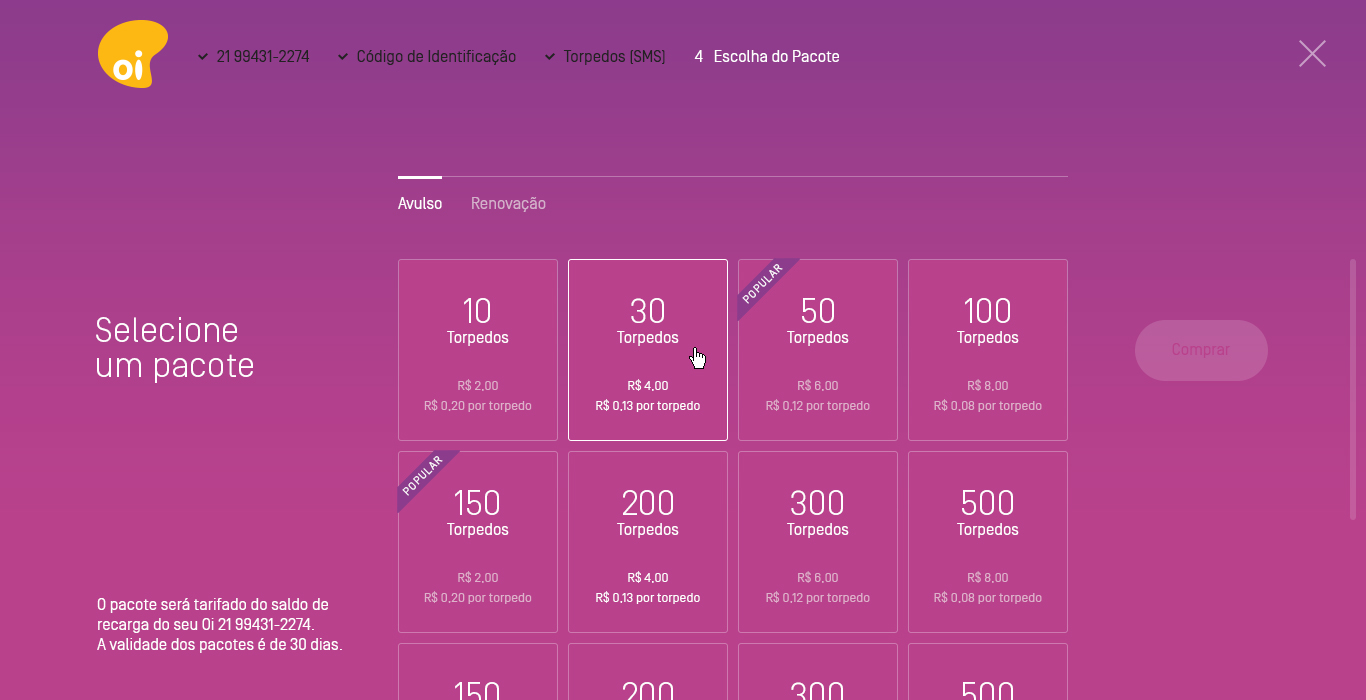 oi
21 99431-2274
Código de Identificação
Torpedos (SMS)
4 Escolha do Pacote
Avulso
Renovação
Selecione
um pacote
10
Torpedos
R$ 2,00
R$ 0,20 por torpedo
30
Torpedos
R$ 4,00
R$ 0,13 por torpedo
POPULAR
50
Torpedos
R$ 6,00
R$ 0,12 por torpedo
100
Torpedos
R$ 8,00
R$ 0,08 por torpedo
Comprar
POPULAR
150
Torpedos
R$ 2,00
R$ 0,20 por torpedo
200
Torpedos
R$ 4,00
R$ 0,13 por torpedo
300
Torpedos
R$ 6,00
R$ 0,12 por torpedo
500
Torpedos
R$ 8,00
R$ 0,08 por torpedo
O pacote será tarifado do saldo de
recarga do seu Oi 21 99431-2274.
A validade dos pacotes é de 30 dias.
150
200
300
500